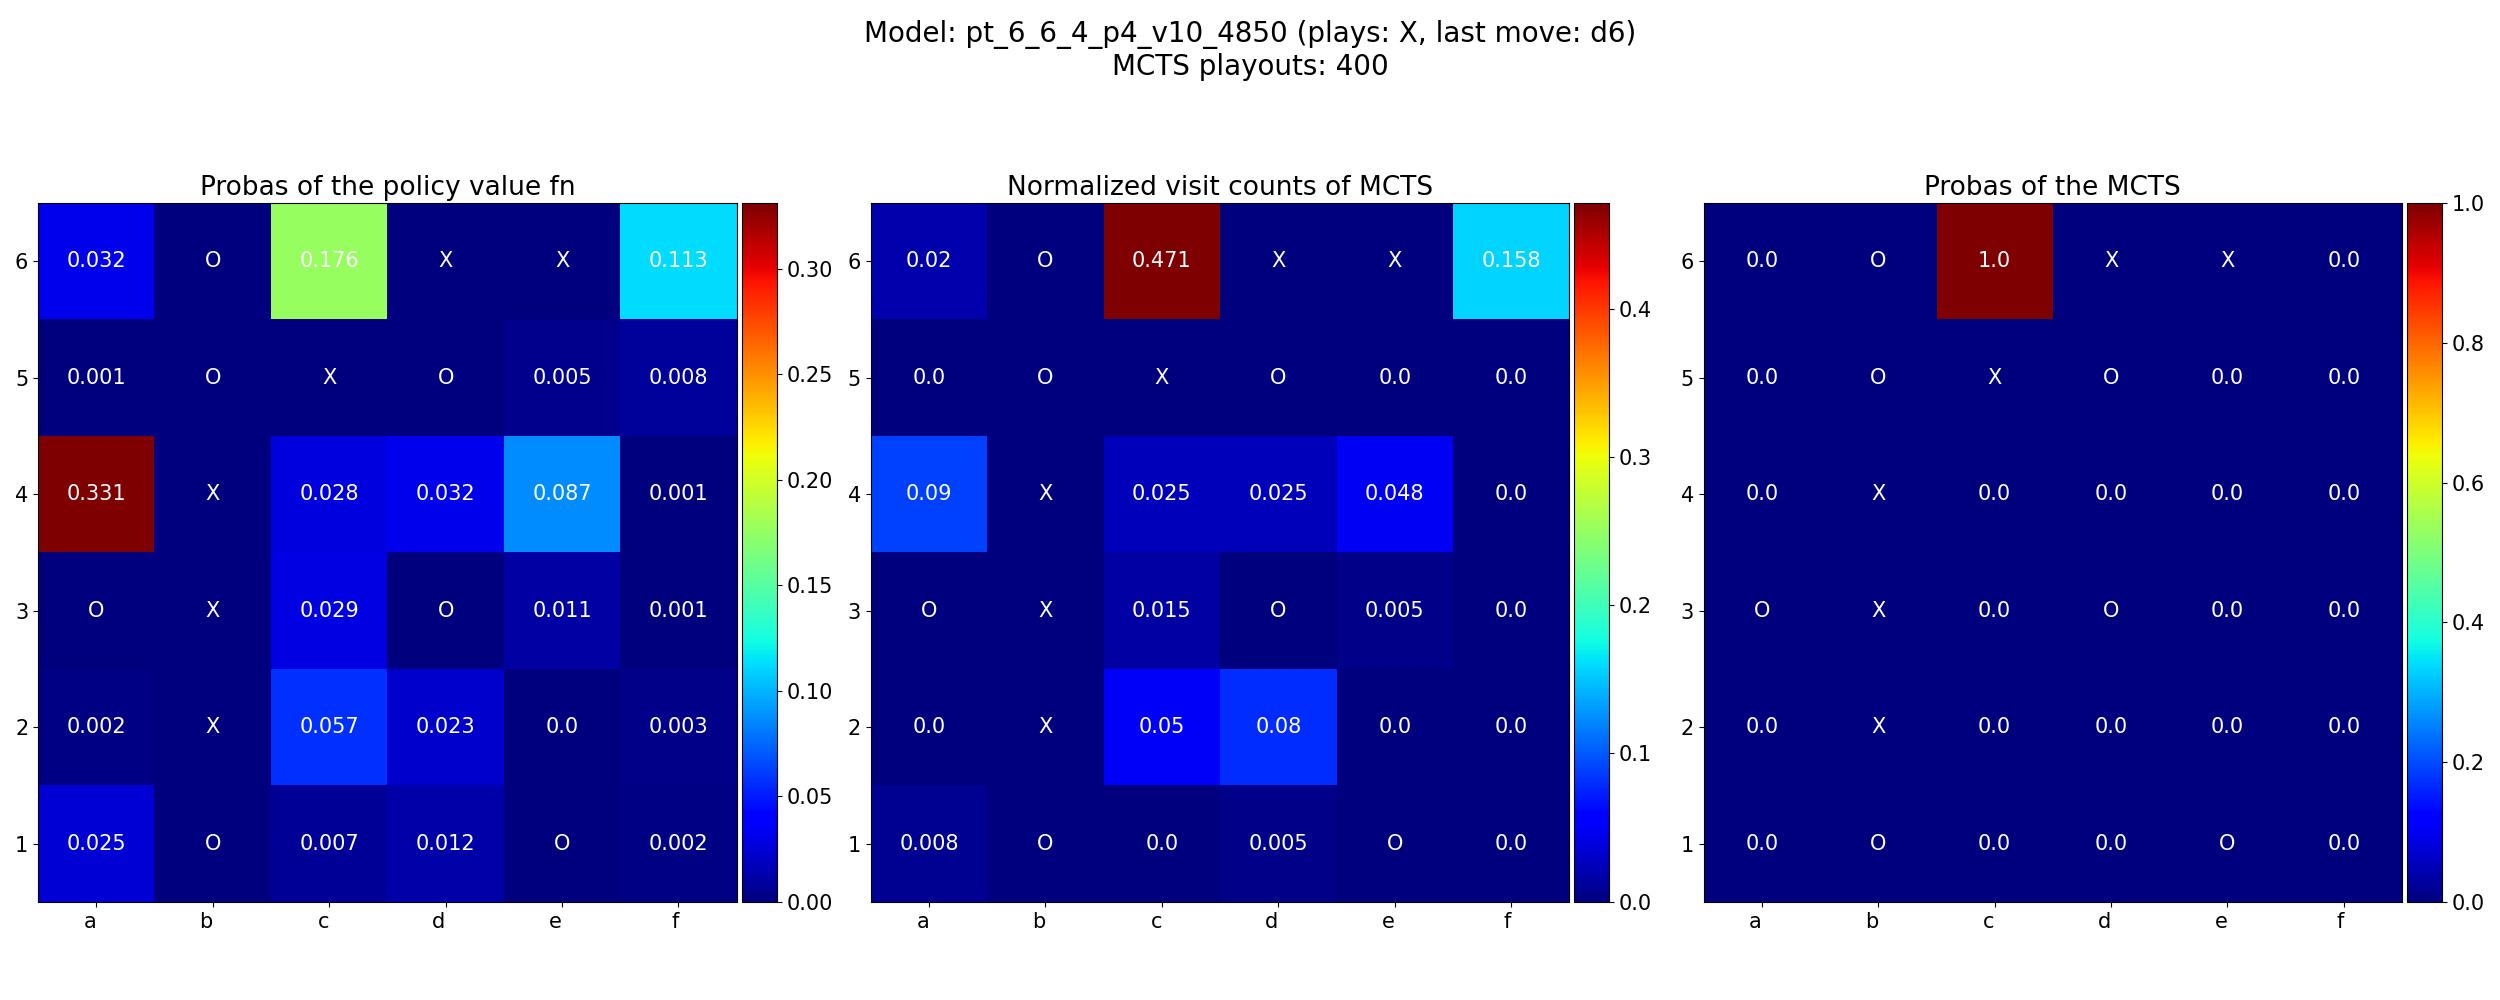 Model: pt_6_6_4_p4_v10_4850 (plays: X, last move: d6)
MCTS playouts: 400
Probas of the policy value fn
6 0.032 O 0.176 X X 0.113
5 0.001 O X O 0.005 0.008
4 0.331 X 0.028 0.032 0.087 0.001
3 O X 0.029 O 0.011 0.001
2 0.002 X 0.057 0.023 0.0 0.003
1 0.025 O 0.007 0.012 O 0.002
a b c d e f
0.30
0.25
0.20
0.15
0.10
0.05
0.00
Normalized visit counts of MCTS
6 0.02 O 0.471 X X 0.158
5 0.0 O X O 0.0 0.0
4 0.09 X 0.025 0.025 0.048 0.0
3 O X 0.015 O 0.005 0.0
2 0.0 X 0.05 0.08 0.0 0.0
1 0.008 O 0.0 0.005 O 0.0
a b c d e f
0.4
0.3
0.2
0.1
0.0
Probas of the MCTS
6 0.0 O 1.0 X X 0.0
5 0.0 O X O 0.0 0.0
4 0.0 X 0.0 0.0 0.0 0.0
3 O X 0.0 O 0.0 0.0
2 0.0 X 0.0 0.0 0.0 0.0
1 0.0 O 0.0 0.0 O 0.0
a b c d e f
1.0
0.8
0.6
0.4
0.2
0.0